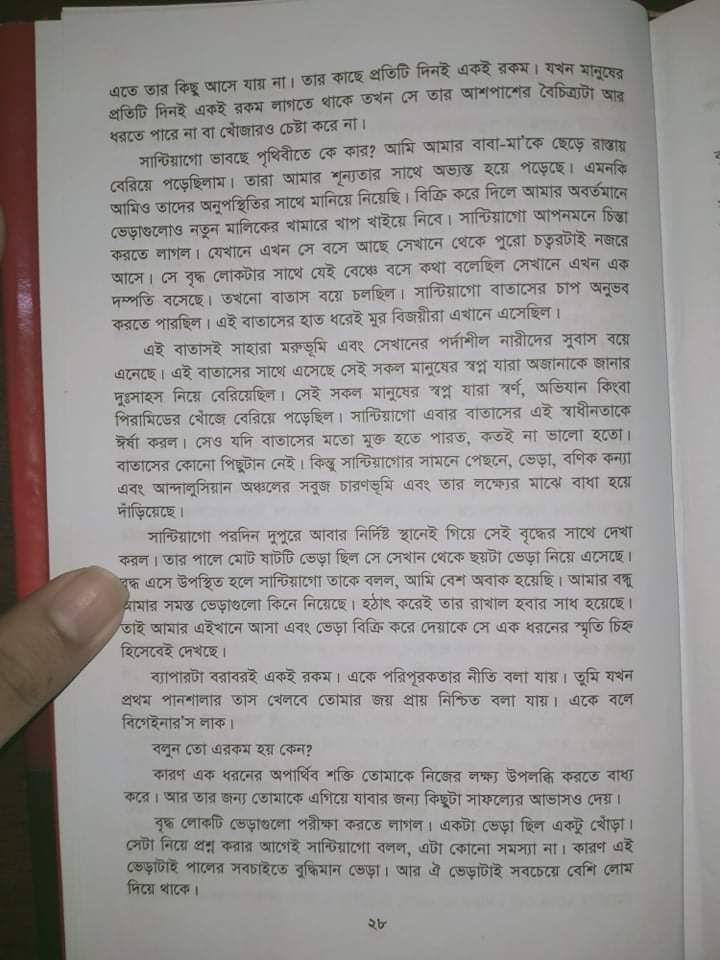 এতে তার কিছু আসে যায় না। তার কাছে প্রতিটি দিনই একই রকম। যখন মানুষের
প্রতিটি দিনই একই রকম লাগতে থাকে তখন সে তার আশপাশের বৈচিত্র্যটা আর
ধরতে পারে না বা খোঁজারও চেষ্টা করে না।
সান্টিয়াগো ভাবছে পৃথিবীতে কে কার? আমি আমার বাবা-মা'কে ছেড়ে রাস্তায়
বেরিয়ে পড়েছিলাম। তারা আমার শূন্যতার সাথে অভ্যস্ত হয়ে পড়েছে। এমনকি
আমিও তাদের অনুপস্থিতির সাথে মানিয়ে নিয়েছি। বিক্রি করে দিলে আমার অবর্তমানে
ভেড়াগুলোও নতুন মালিকের খামারে খাপ খাইয়ে নিবে। সান্টিয়াগো আপনমনে চিন্তা
করতে লাগল। যেখানে এখন সে বসে আছে সেখানে থেকে পুরো চত্বরটাই নজরে
আসে। সে বৃদ্ধ লোকটার সাথে যেই বেঞ্চে বসে কথা বলেছিল সেখানে এখন এক
দম্পতি বসেছে। তখনো বাতাস বয়ে চলছিল। সান্টিয়াগো বাতাসের চাপ অনুভব
করতে পারছিল। এই বাতাসের হাত ধরেই মুর বিজয়ীরা এখানে এসেছিল।
এই বাতাসই সাহারা মরুভূমি এবং সেখানের পর্দাশীল নারীদের সুবাস বয়ে
এনেছে। এই বাতাসের সাথে এসেছে সেই সকল মানুষের স্বপ্ন যারা অজানাকে জানার
দুঃসাহস নিয়ে বেরিয়েছিল। সেই সকল মানুষের স্বপ্ন যারা স্বর্ণ, অভিযান কিংবা
পিরামিডের খোঁজে বেরিয়ে পড়েছিল। সান্টিয়াগো এবার বাতাসের এই স্বাধীনতাকে
ঈর্ষা করল। সেও যদি বাতাসের মতো মুক্ত হতে পারত, কতই না ভালো হতো।
বাতাসের কোনো পিছুটান নেই। কিন্তু সান্টিয়াগোর সামনে পেছনে, ভেড়া, বণিক কন্যা
এবং আন্দালুসিয়ান অঞ্চলের সবুজ চারণভূমি এবং তার লক্ষ্যের মাঝে বাধা হয়ে
দাঁড়িয়েছে।
সান্টিয়াগো পরদিন দুপুরে আবার নির্দিষ্ট স্থানেই গিয়ে সেই বৃদ্ধের সাথে দেখা
করল। তার পালে মোট ষাটটি ভেড়া ছিল সে সেখান থেকে ছয়টা ভেড়া নিয়ে এসেছে।
বৃদ্ধ এসে উপস্থিত হলে সান্টিয়াগো তাকে বলল, আমি বেশ অবাক হয়েছি। আমার বন্ধু
আমার সমস্ত ভেড়াগুলো কিনে নিয়েছে। হঠাৎ করেই তার রাখাল হবার সাধ হয়েছে।
তাই আমার এইখানে আসা এবং ভেড়া বিক্রি করে দেয়াকে সে এক ধরনের স্মৃতি চিহ্ন
হিসেবেই দেখছে।
ব্যাপারটা বরাবরই একই রকম। একে পরিপূরকতার নীতি বলা যায়। তুমি যখন
প্রথম পানশালার তাস খেলবে তোমার জয় প্রায় নিশ্চিত বলা যায়। একে বলে
বিগেইনার'স লাক।
বলুন তো এরকম হয় কেন?
কারণ এক ধরনের অপার্থিব শক্তি তোমাকে নিজের লক্ষ্য উপলব্ধি করতে বাধ্য
করে। আর তার জন্য তোমাকে এগিয়ে যাবার জন্য কিছুটা সাফল্যের আভাসও দেয়।
বৃদ্ধ লোকটি ভেড়াগুলো পরীক্ষা করতে লাগল। একটা ভেড়া ছিল একটু খোঁড়া।
সেটা নিয়ে প্রশ্ন করার আগেই সান্টিয়াগো বলল, এটা কোনো সমস্যা না। কারণ এই
ভেড়াটাই পালের সবচাইতে বুদ্ধিমান ভেড়া। আর ঐ ভেড়াটাই সবচেয়ে বেশি লোম
দিয়ে থাকে।
২৮